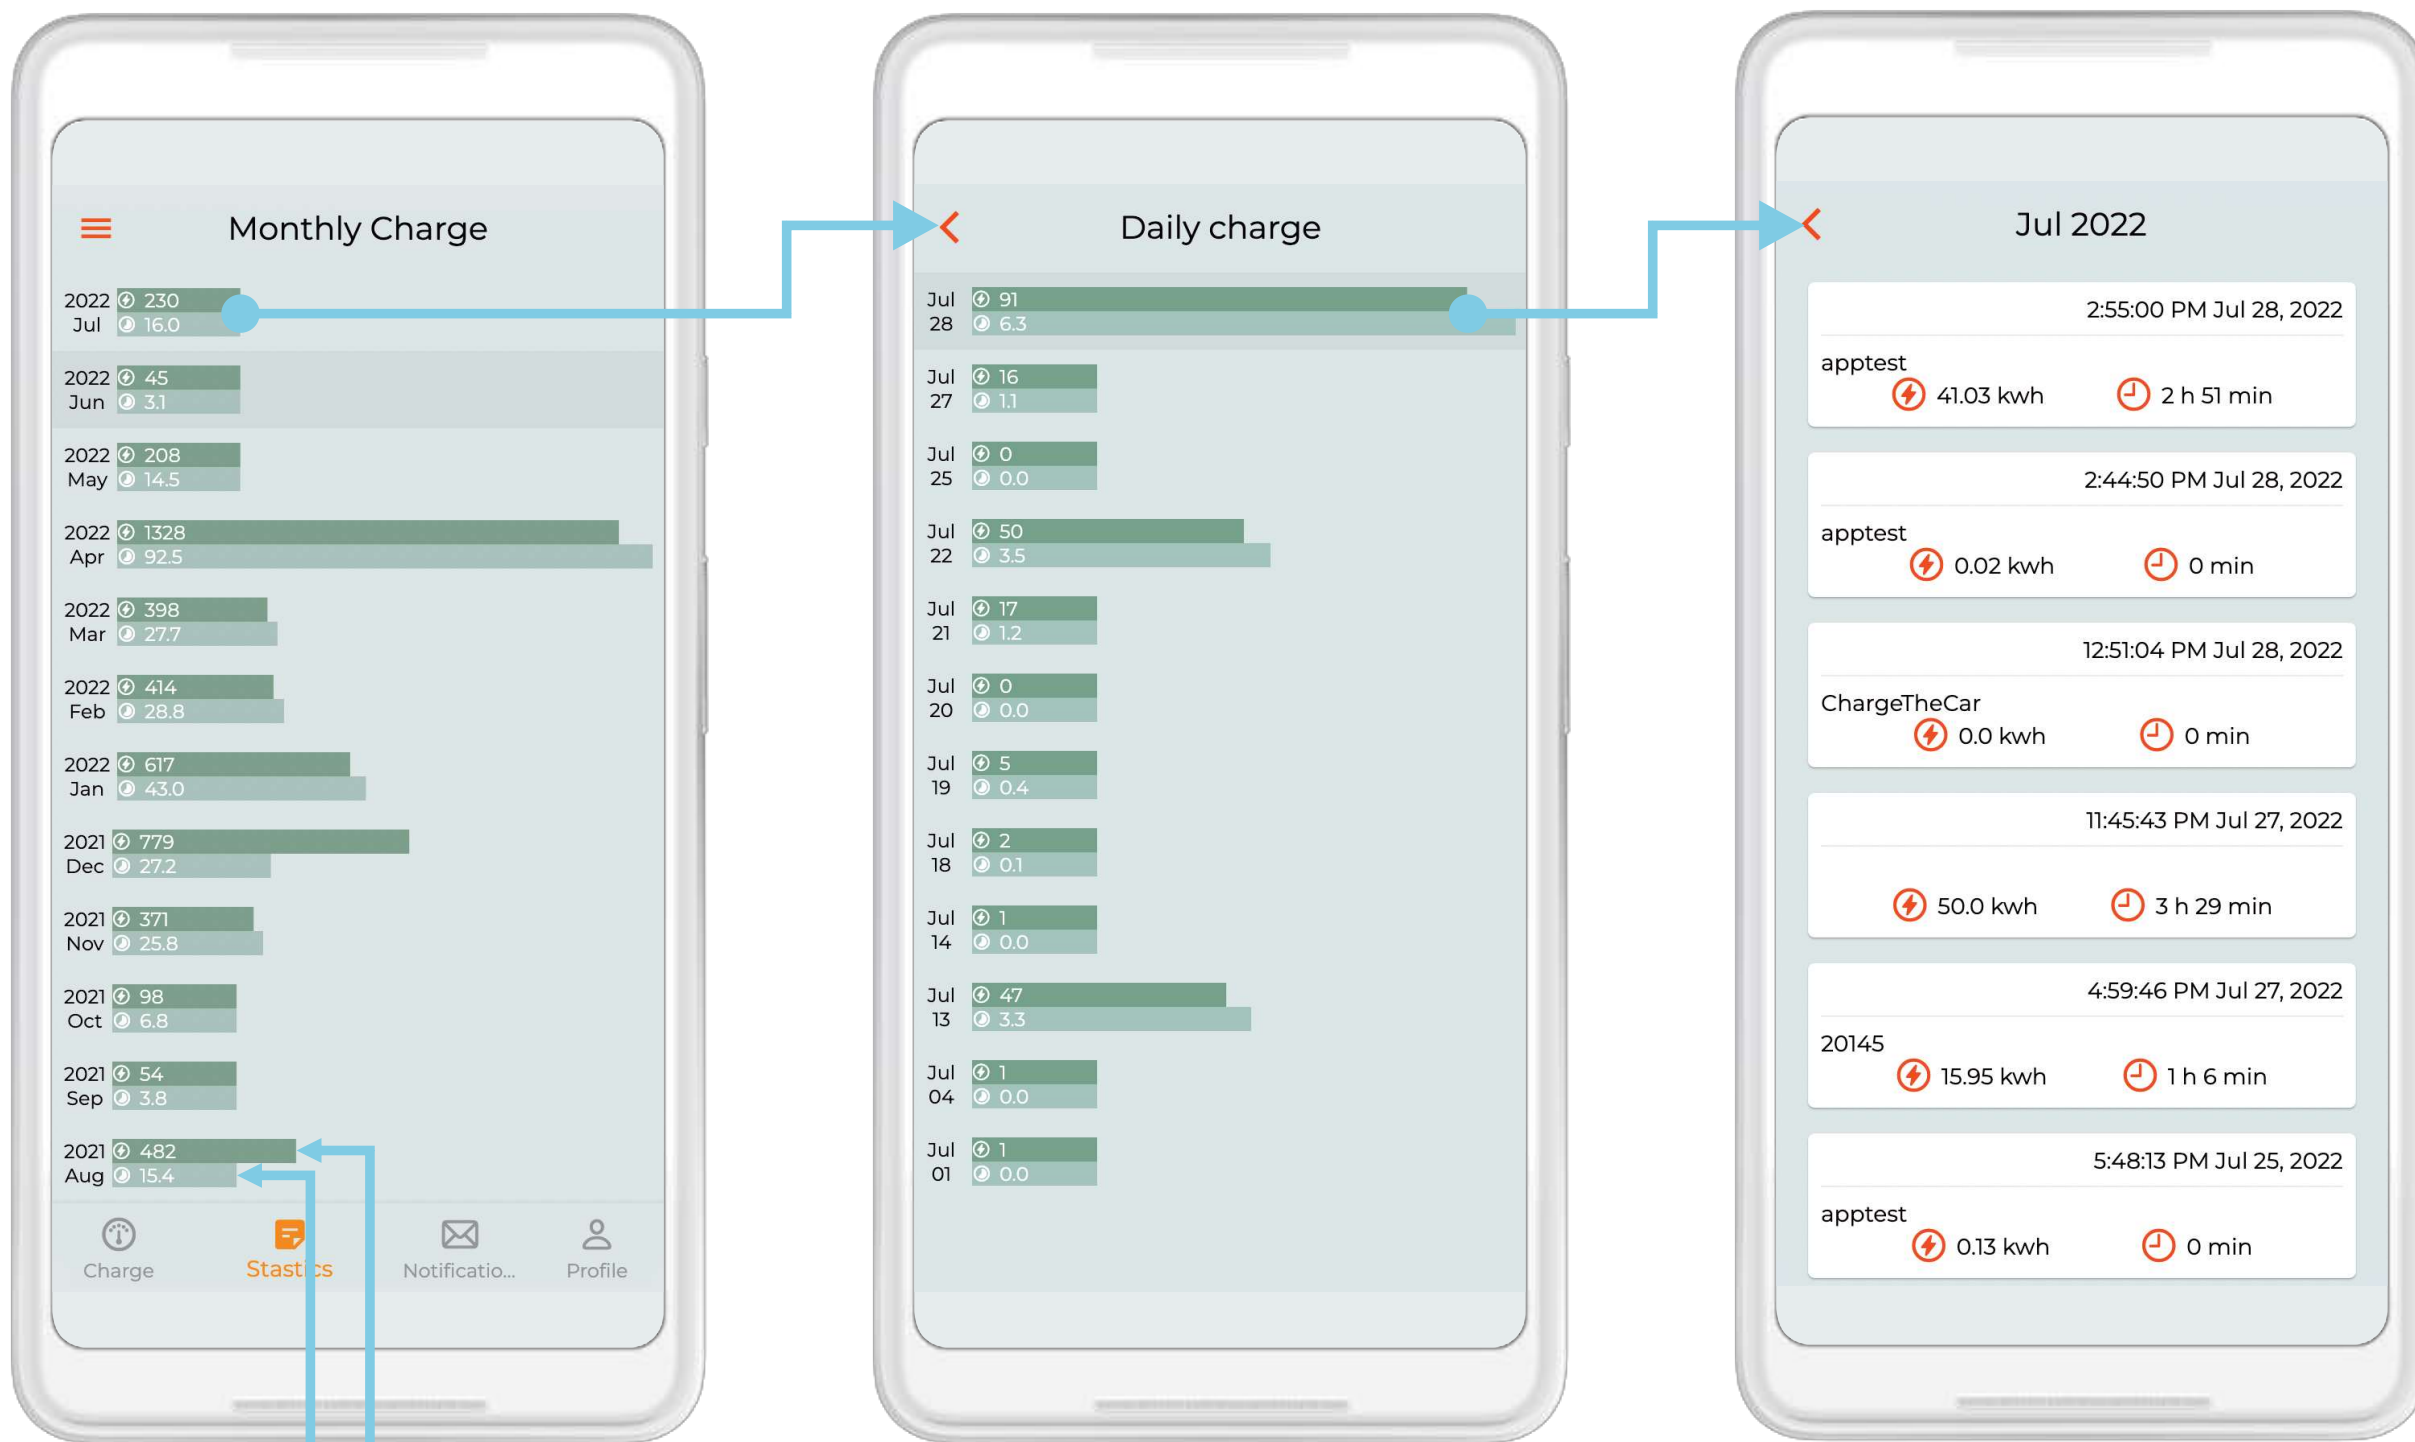 Monthly Charge
2022 230
Jul 16.0
2022 45
Jun 3.1
2022 208
May 14.5
2022 1328
Apr 92.5
2022 398
Mar 27.7
2022 414
Feb 28.8
2022 617
Jan 43.0
2021 779
Dec 27.2
2021 371
Nov 25.8
2021 98
Oct 6.8
2021 54
Sep 3.8
2021 482
Aug 15.4
Charge Stastics Notificatio... Profile
Daily charge
Jul 91
28 6.3
Jul 16
27 1.1
Jul 0
25 0.0
Jul 50
22 3.5
Jul 17
21 1.2
Jul 0
20 0.0
Jul 5
19 0.4
Jul 2
18 0.1
Jul 1
14 0.0
Jul 47
13 3.3
Jul 1
04 0.0
Jul 1
01 0.0
Jul 2022
2:55:00 PM Jul 28, 2022
apptest
41.03 kwh 2 h 51 min
2:44:50 PM Jul 28, 2022
apptest
0.02 kwh 0 min
12:51:04 PM Jul 28, 2022
ChargeTheCar
0.0 kwh 0 min
11:45:43 PM Jul 27, 2022
50.0 kwh 3 h 29 min
4:59:46 PM Jul 27, 2022
20145
15.95 kwh 1 h 6 min
5:48:13 PM Jul 25, 2022
apptest
0.13 kwh 0 min